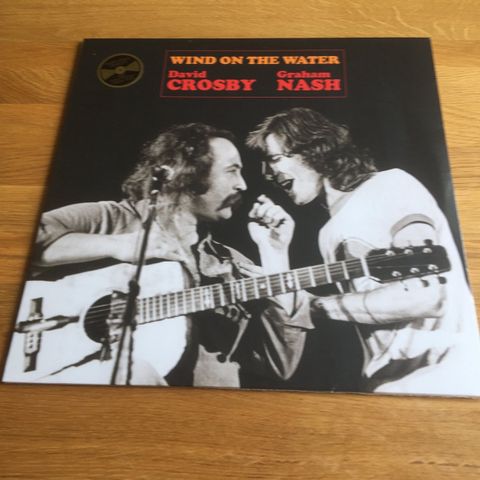 WIND ON THE WATER
David Graham
CROSBY NASH